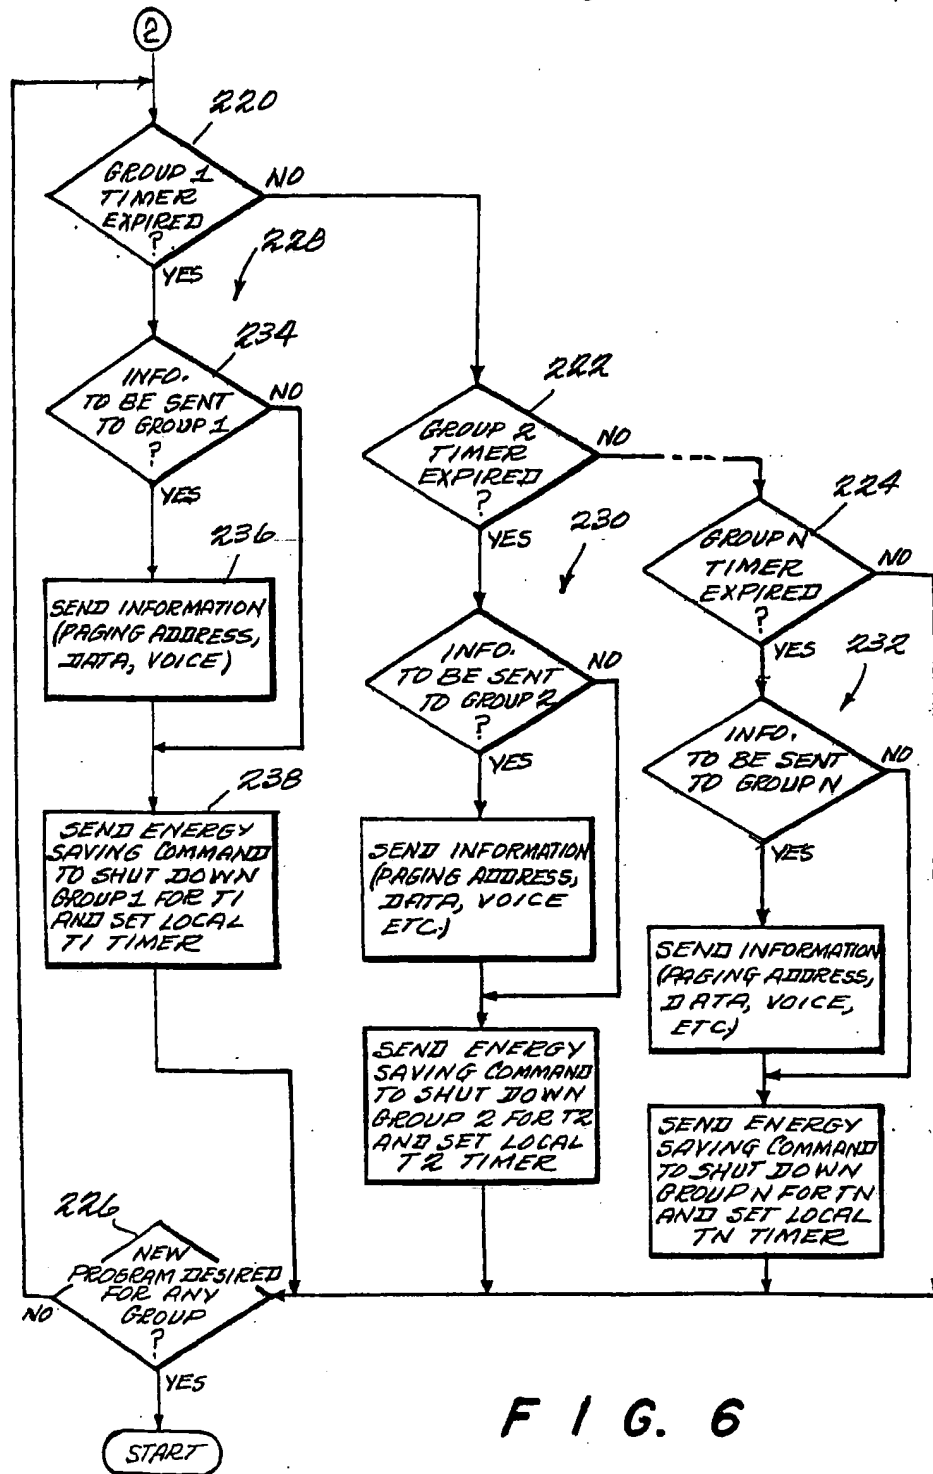 2
220
GROUP 1
TIMER
EXPIRED
?
NO
YES
228
234
INFO.
TO BE SENT
TO GROUP 1
?
NO
YES
236
SEND INFORMATION
(PAGING ADDRESS,
DATA, VOICE)
238
SEND ENERGY
SAVING COMMAND
TO SHUT DOWN
GROUP 1 FOR T1
AND SET LOCAL
T1 TIMER
222
GROUP 2
TIMER
EXPIRED
?
NO
YES
230
INFO.
TO BE SENT
TO GROUP 2
?
NO
YES
SEND INFORMATION
(PAGING ADDRESS,
DATA, VOICE
ETC.)
SEND ENERGY
SAVING COMMAND
TO SHUT DOWN
GROUP 2 FOR T2
AND SET LOCAL
T2 TIMER
224
GROUP N
TIMER
EXPIRED
?
NO
YES
232
INFO.
TO BE SENT
TO GROUP N
NO
YES
SEND INFORMATION
(PAGING ADDRESS,
DATA, VOICE,
ETC.)
SEND ENERGY
SAVING COMMAND
TO SHUT DOWN
GROUP N FOR TN
AND SET LOCAL
TN TIMER
226
NEW
PROGRAM DESIRED
FOR ANY
GROUP
?
NO
YES
START
FIG. 6